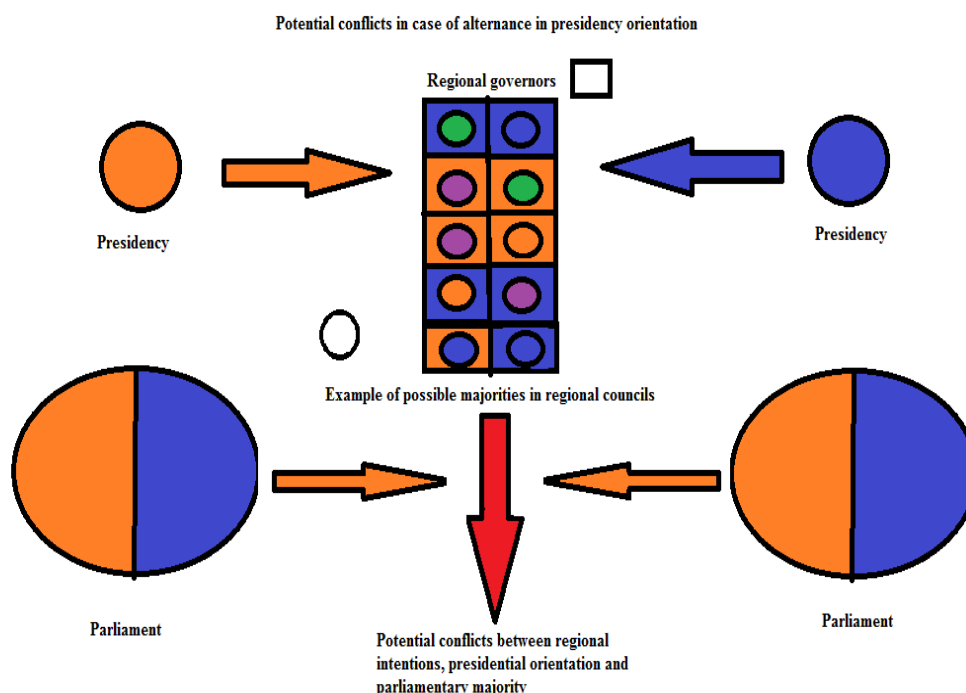 Potential conflicts in case of alternance in presidency orientation
Regional governors
Presidency
Presidency
Example of possible majorities in regional councils
Parliament
Parliament
Potential conflicts between regional
intentions, presidential orientation and
parliamentary majority